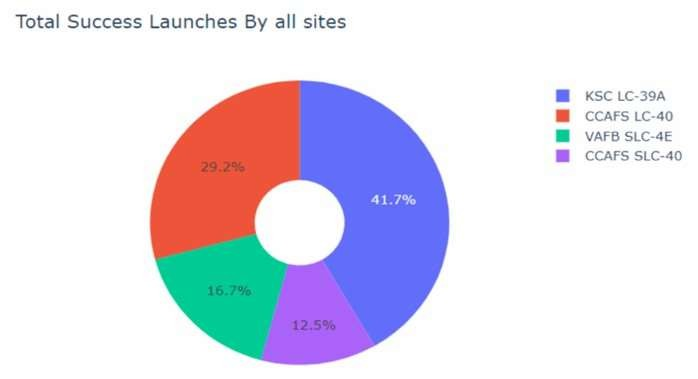 Total Success Launches By all sites
KSC LC-39A
CCAFS LC-40
VAFB SLC-4E
CCAFS SLC-40
29.2%
41.7%
16.7%
12.5%